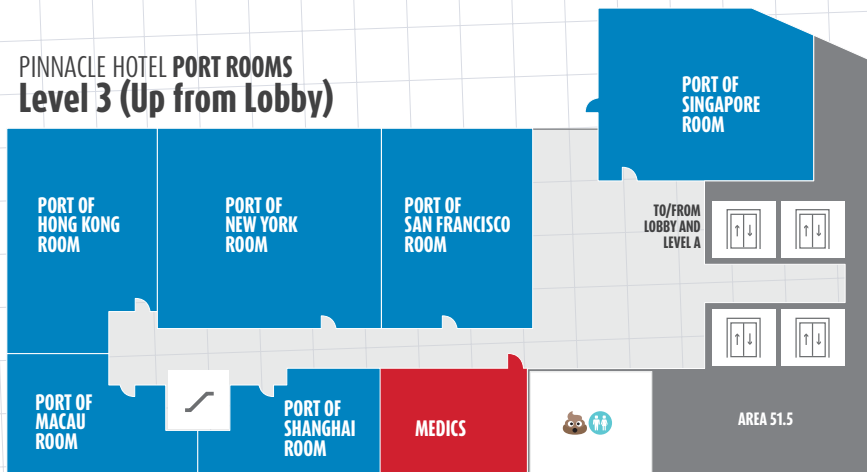 PINNACLE HOTEL PORT ROOMS
Level 3 (Up from Lobby)
PORT OF
SINGAPORE
ROOM
PORT OF
HONG KONG
ROOM
PORT OF
NEW YORK
ROOM
PORT OF
SAN FRANCISCO
ROOM
TO/FROM
LOBBY AND
LEVEL A
PORT OF
MACAU
ROOM
PORT OF
SHANGHAI
ROOM
MEDICS
AREA 51.5